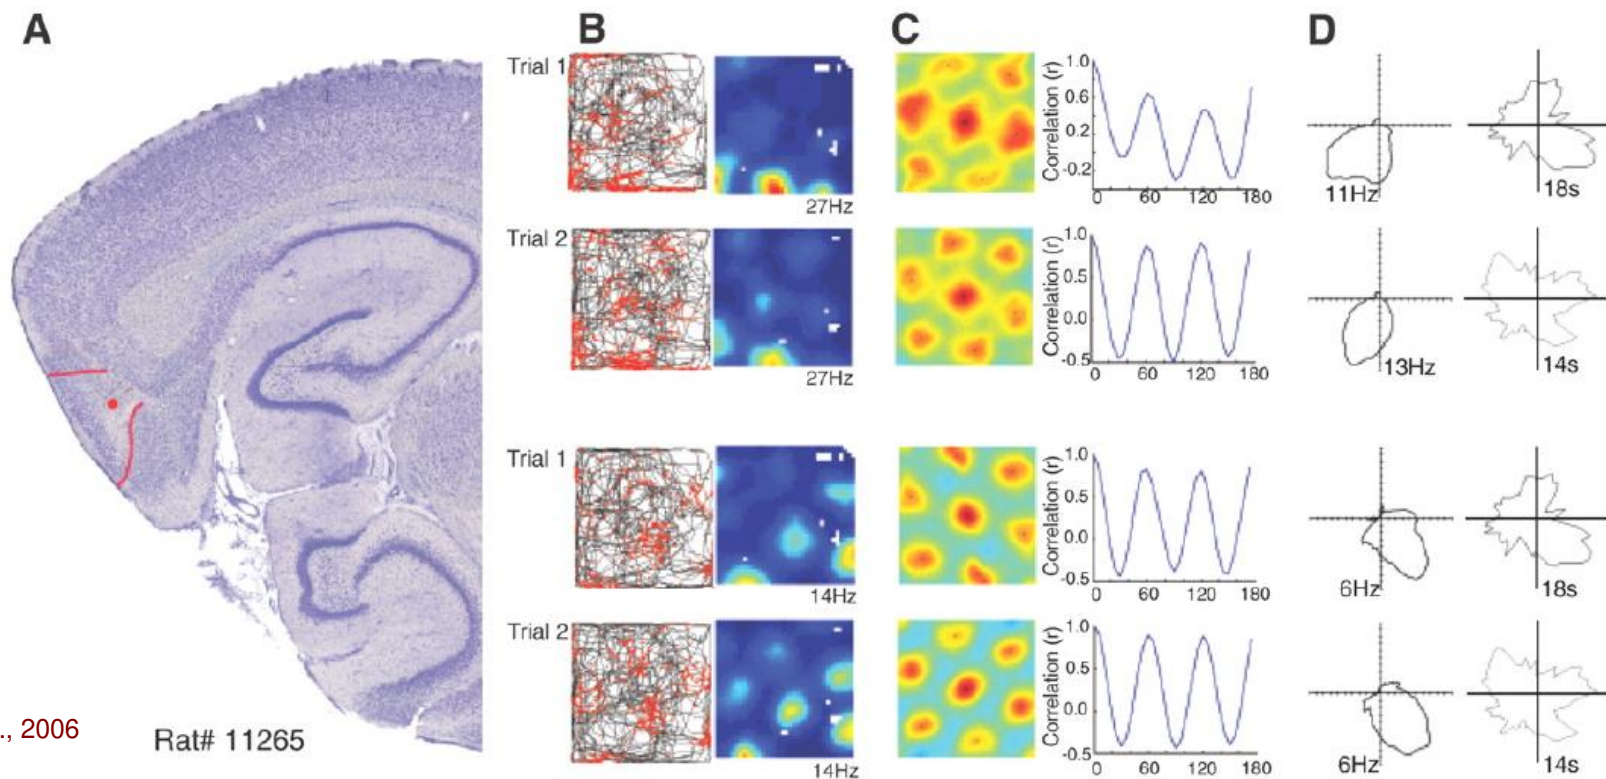 A
B
C
D
Trial 1
27Hz
Correlation (r)
1.0
0.6
0.2
-0.2
0 60 120 180
11Hz
18s
Trial 2
27Hz
Correlation (r)
1.0
0.5
0.0
-0.5
0 60 120 180
13Hz
14s
Trial 1
14Hz
Correlation (r)
1.0
0.5
0.0
-0.5
0 60 120 180
6Hz
18s
Trial 2
14Hz
Correlation (r)
1.0
0.5
0.0
-0.5
0 60 120 180
6Hz
14s
., 2006
Rat# 11265